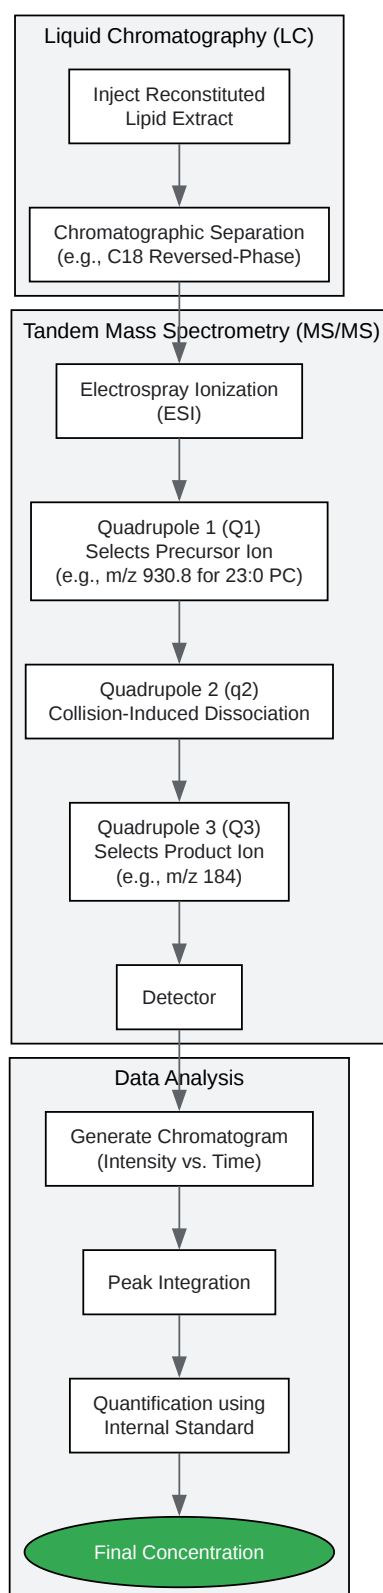 Liquid Chromatography (LC)
Inject Reconstituted
Lipid Extract
Chromatographic Separation
(e.g., C18 Reversed-Phase)
Tandem Mass Spectrometry (MS/MS)
Electrospray Ionization
(ESI)
Quadrupole 1 (Q1)
Selects Precursor Ion
(e.g., m/z 930.8 for 23:0 PC)
Quadrupole 2 (q2)
Collision-Induced Dissociation
Quadrupole 3 (Q3)
Selects Product Ion
(e.g., m/z 184)
Detector
Data Analysis
Generate Chromatogram
(Intensity vs. Time)
Peak Integration
Quantification using
Internal Standard
Final Concentration